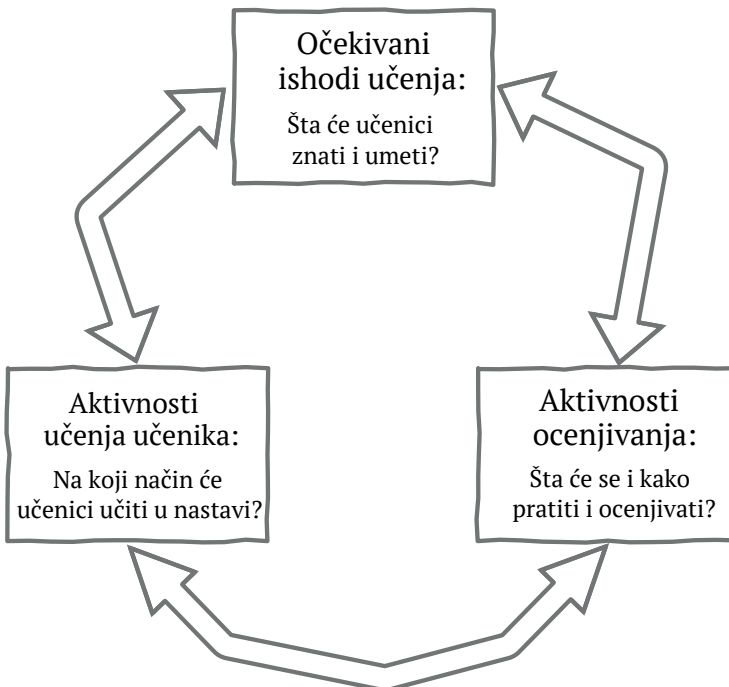 Očekivani
ishodi učenja:
Šta će učenici
znati i umeti?
Aktivnosti
učenja učenika:
Na koji način će
učenici učiti u nastavi?
Aktivnosti
ocenjivanja:
Šta će se i kako
pratiti i ocenjivati?